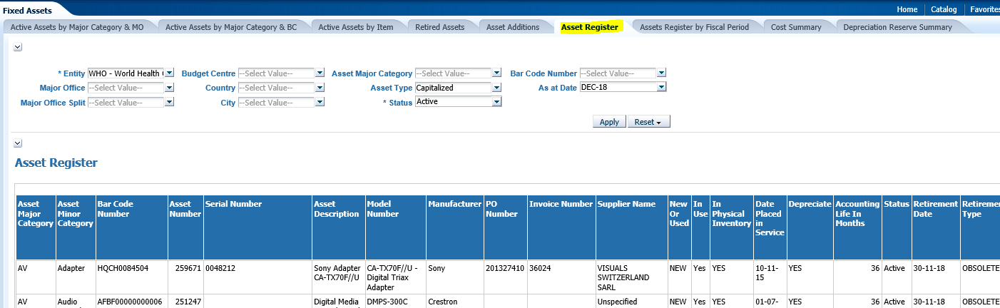 Fixed Assets
Home Catalog Favorites
Active Assets by Major Category & MO Active Assets by Major Category & BC Active Assets by Item Retired Assets Asset Additions Asset Register Assets Register by Fiscal Period Cost Summary Depreciation Reserve Summary
* Entity WHO - World Health Budget Centre --Select Value-- Asset Major Category --Select Value-- Bar Code Number --Select Value--
Major Office --Select Value-- Country --Select Value-- Asset Type Capitalized As at Date DEC-18
Major Office Split --Select Value-- City --Select Value-- * Status Active
Apply Reset
Asset Register
Asset Asset Bar Code Asset Serial Number Asset Model Manufacturer PO Invoice Number Supplier Name New In In Date Depreciate Accounting Status Retirement Retiremen
Major Minor Number Number Description Number Number Or Use Physical Placed Life In Date Type
Category Category Used Inventory in Months
Service
AV Adapter HQCH0084504 259671 0048212 Sony Adapter CA-TX70F//U - Sony 201327410 36024 VISUALS NEW Yes YES 10-11- YES 36 Active 30-11-18 OBSOLETE
CA-TX70F//U Digital Triax SWITZERLAND 15
Adapter SARL
AV Audio AFBF00000000006 251247 Digital Media DMPS-300C Crestron Unspecified NEW Yes YES 01-07- YES 36 Active 30-11-18 OBSOLETE